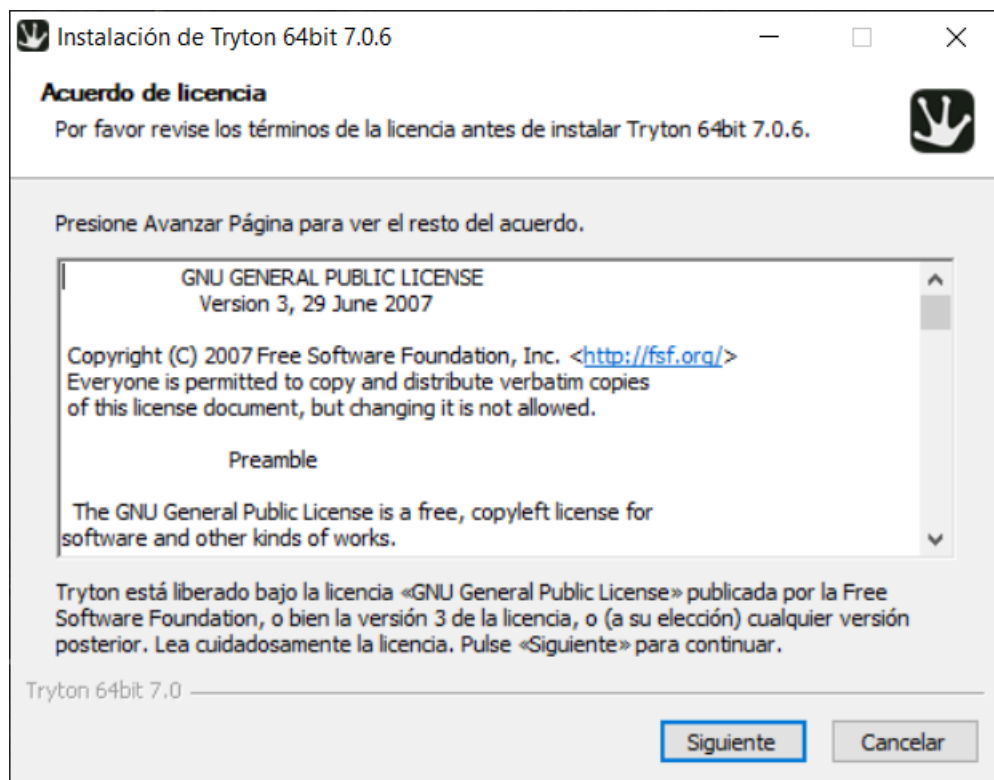 Instalación de Tryton 64bit 7.0.6
Acuerdo de licencia
Por favor revise los términos de la licencia antes de instalar Tryton 64bit 7.0.6.
Presione Avanzar Página para ver el resto del acuerdo.
GNU GENERAL PUBLIC LICENSE
Version 3, 29 June 2007
Copyright (C) 2007 Free Software Foundation, Inc. <http://fsf.org/>
Everyone is permitted to copy and distribute verbatim copies
of this license document, but changing it is not allowed.
Preamble
The GNU General Public License is a free, copyleft license for
software and other kinds of works.
Tryton está liberado bajo la licencia «GNU General Public License» publicada por la Free
Software Foundation, o bien la versión 3 de la licencia, o (a su elección) cualquier versión
posterior. Lea cuidadosamente la licencia. Pulse «Siguiente» para continuar.
Tryton 64bit 7.0
Siguiente
Cancelar